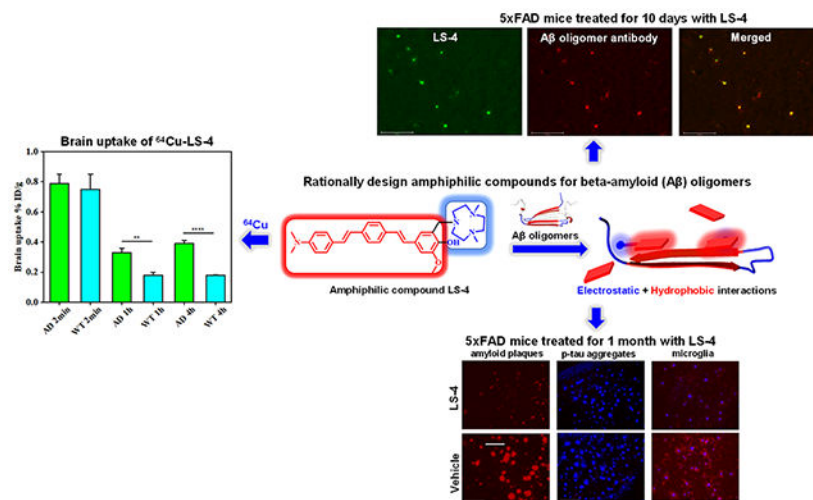 5xFAD mice treated for 10 days with LS-4
LS-4
Aβ oligomer antibody
Merged
Brain uptake of ⁶⁴Cu-LS-4
Brain uptake % ID/g
1.0
0.8
0.6
0.4
0.2
0.0
**
****
AD 2min
WT 2min
AD 1h
WT 1h
AD 4h
WT 4h
Rationally design amphiphilic compounds for beta-amyloid (Aβ) oligomers
⁶⁴Cu
N
N
N
N
OH
O
Amphiphilic compound LS-4
Aβ oligomers
Electrostatic + Hydrophobic interactions
5xFAD mice treated for 1 month with LS-4
amyloid plaques
p-tau aggregates
microglia
LS-4
Vehicle